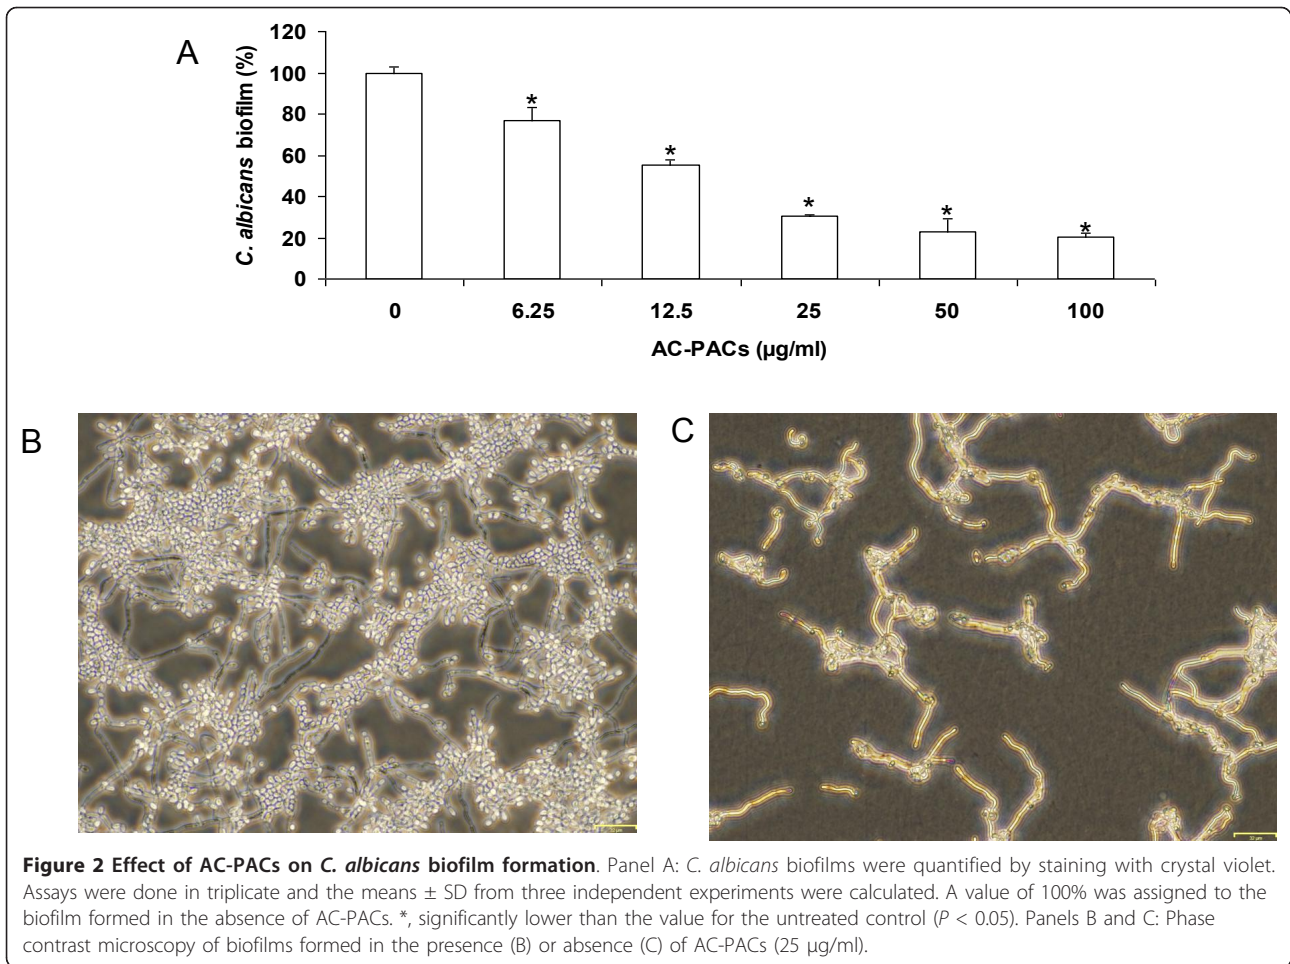 A
C. albicans biofilm (%)
120
100
80
60
40
20
0
*
*
*
*
*
0 6.25 12.5 25 50 100
AC-PACs (µg/ml)
B
C
30 µm
Figure 2 Effect of AC-PACs on C. albicans biofilm formation. Panel A: C. albicans biofilms were quantified by staining with crystal violet.
Assays were done in triplicate and the means ± SD from three independent experiments were calculated. A value of 100% was assigned to the
biofilm formed in the absence of AC-PACs. *, significantly lower than the value for the untreated control (P < 0.05). Panels B and C: Phase
contrast microscopy of biofilms formed in the presence (B) or absence (C) of AC-PACs (25 µg/ml).